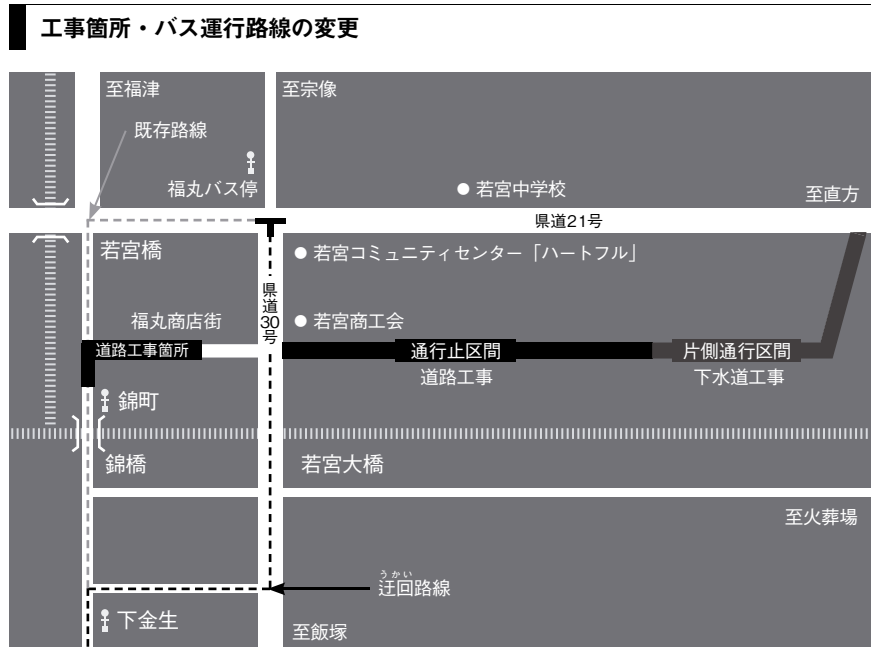 工事箇所・バス運行路線の変更
至福津
至宗像
既存路線
福丸バス停
若宮中学校
至直方
県道21号
若宮橋
若宮コミュニティセンター「ハートフル」
県道30号
福丸商店街
若宮商工会
道路工事箇所
通行止区間
片側通行区間
道路工事
下水道工事
錦町
錦橋
若宮大橋
至火葬場
うかい
迂回路線
下金生
至飯塚